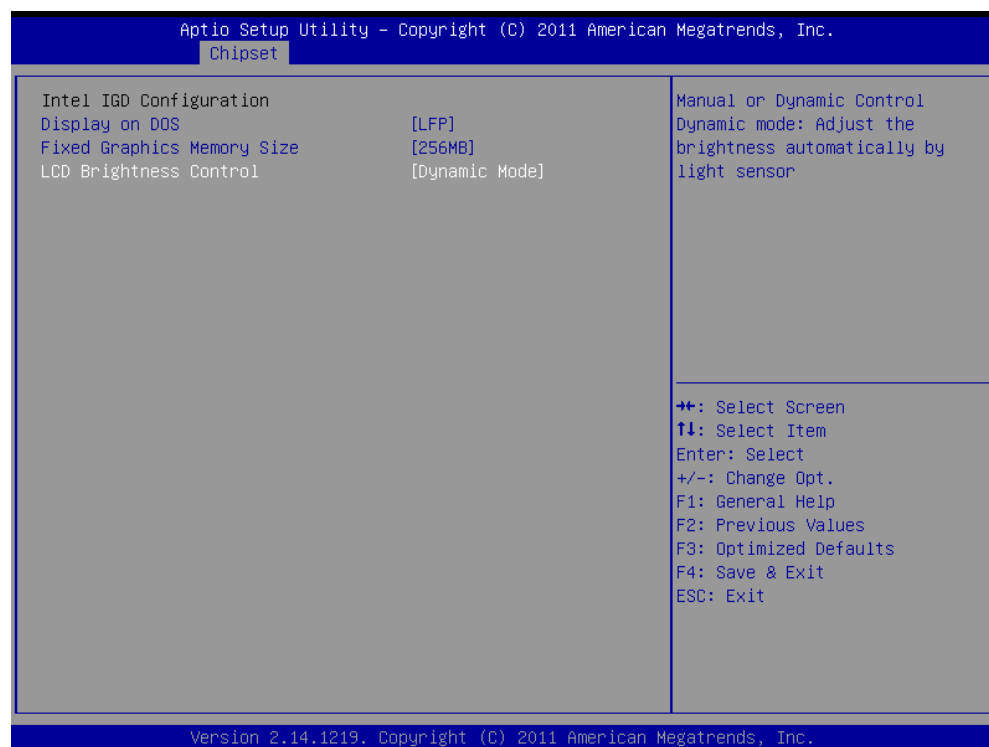 Aptio Setup Utility – Copyright (C) 2011 American Megatrends, Inc.
Chipset
Intel IGD Configuration
Display on DOS [LFP]
Fixed Graphics Memory Size [256MB]
LCD Brightness Control [Dynamic Mode]
Manual or Dynamic Control
Dynamic mode: Adjust the
brightness automatically by
light sensor
→←: Select Screen
↑↓: Select Item
Enter: Select
+/-: Change Opt.
F1: General Help
F2: Previous Values
F3: Optimized Defaults
F4: Save & Exit
ESC: Exit
Version 2.14.1219. Copyright (C) 2011 American Megatrends, Inc.